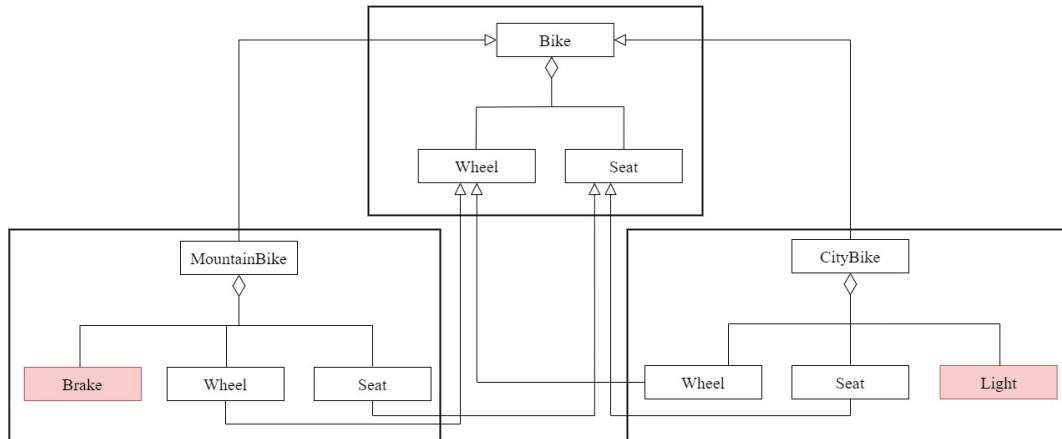 Bike
Wheel
Seat
MountainBike
Brake
Wheel
Seat
CityBike
Wheel
Seat
Light